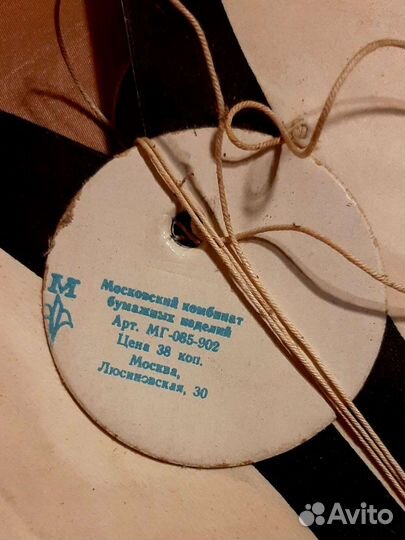 М
Московский комбинат
бумажных изделий
Арт. МГ-085-902
Цена 38 коп.
Москва,
Люсиновская, 30
Avito